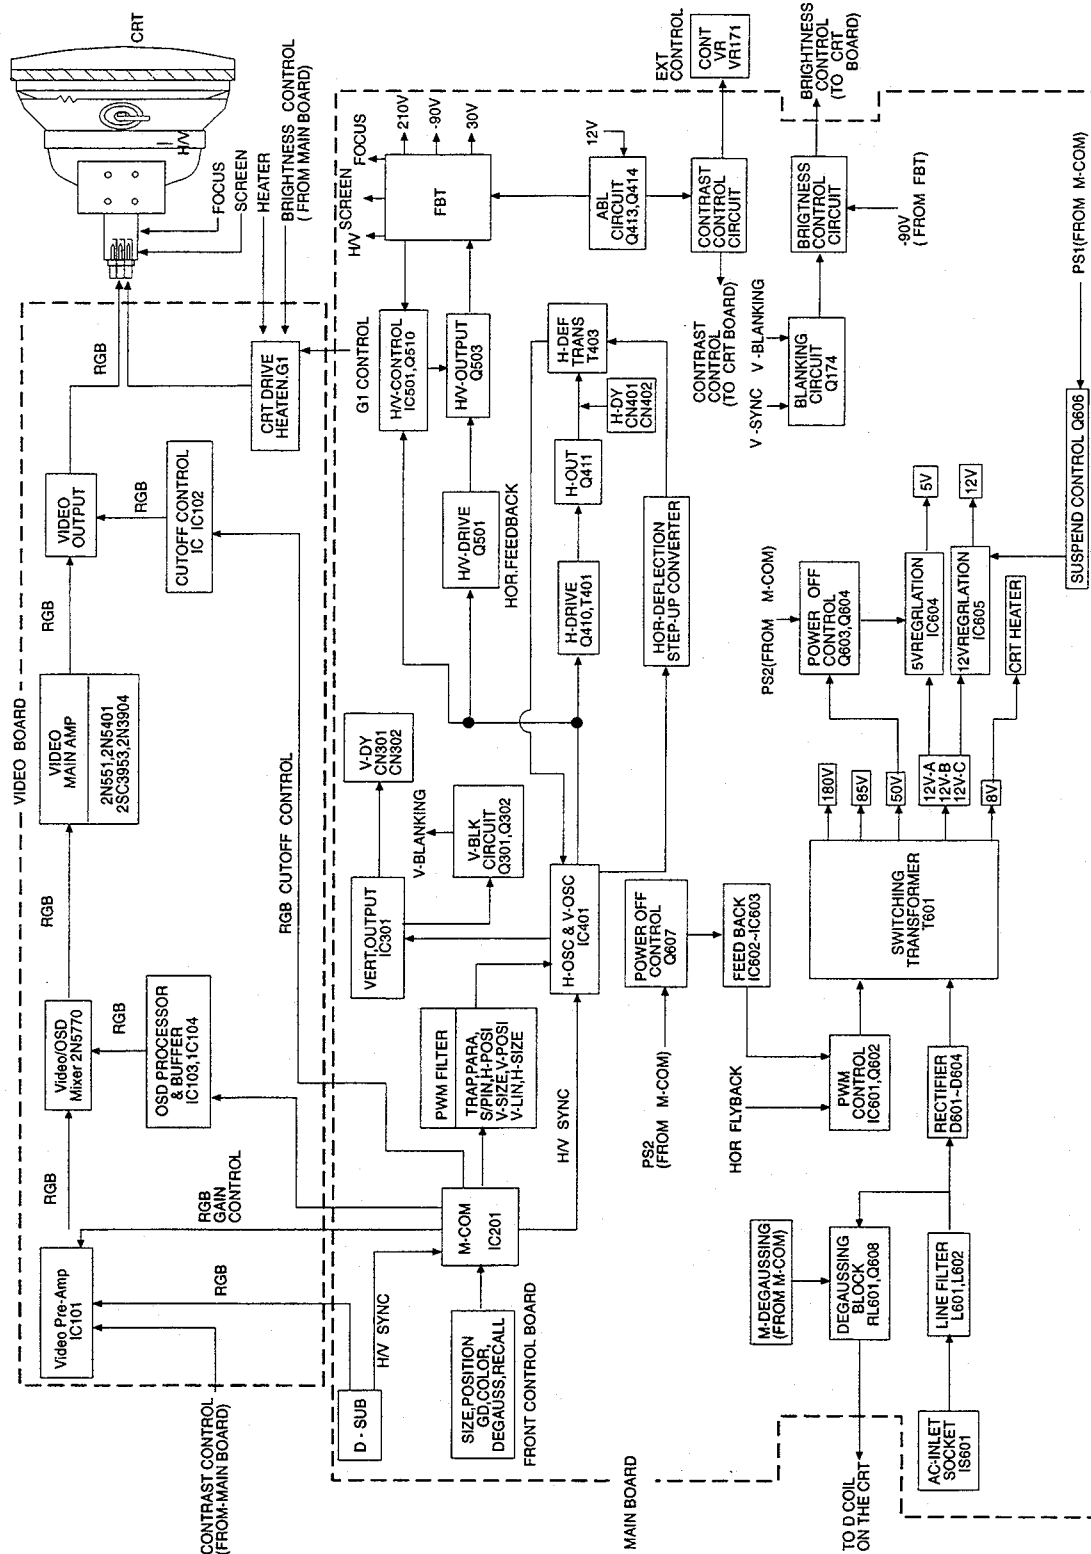 CRT
H/V
FOCUS
SCREEN
HEATER
BRIGHTNESS CONTROL
( FROM MAIN BOARD)
VIDEO BOARD
Video Pre-Amp
IC101
RGB
Video/OSD
Mixer 2N5770
RGB
VIDEO
MAIN AMP
2N551,2N5401
2SC3953,2N3904
RGB
VIDEO
OUTPUT
RGB
RGB
OSD PROCESSOR
& BUFFER
IC103,1C104
RGB
CUTOFF CONTROL
IC IC102
CRT DRIVE
HEATEN.G1
RGB
RGB
GAIN
CONTROL
RGB CUTOFF CONTROL
G1 CONTROL
CONTRAST CONTROL
(FROM-MAIN BOARD)
D - SUB
H/V SYNC
SIZE,POSITION
GD,COLOR,
DEGAUSS,RECALL
FRONT CONTROL BOARD
M-COM
IC201
PWM FILTER
TRAP,PARA,
S/PIN,H-POSI
V-SIZE,V-POSI
V-LIN,H-SIZE
H/V SYNC
VERT,OUTPUT
IC301
V-DY
CN301
CN302
V-BLANKING
V-BLK
CIRCUIT
Q301,Q302
H-OSC & V-OSC
IC401
H/V-CONTROL
IC501,Q510
H/V-DRIVE
Q501
H/V-OUTPUT
Q503
HOR.FEEDBACK
H-DRIVE
Q410,T401
H-OUT
Q411
H-DY
CN401
CN402
H-DEF
TRANS
T403
HOR-DEFLECTION
STEP-UP CONVERTER
H/V
SCREEN
FOCUS
FBT
210V
-90V
30V
12V
ABL
CIRCUIT
Q413,Q414
EXT
CONTROL
CONT
VR
VR171
CONTRAST
CONTROL
CIRCUIT
CONTRAST
CONTROL
(TO CRT BOARD)
V -SYNC
V -BLANKING
BLANKING
CIRCUIT
Q174
BRIGTNESS
CONTROL
CIRCUIT
BRIGHTNESS
CONTROL
(TO CRT
BOARD)
-90V
( FROM FBT)
MAIN BOARD
PS2
(FROM M-COM)
POWER OFF
CONTROL
Q607
FEED BACK
IC602~IC603
HOR FLYBACK
PWM
CONTROL
IC601,Q602
SWITCHING
TRANSFORMER
T601
180V
85V
50V
12V-A
12V-B
12V-C
8V
PS2(FROM M-COM)
POWER OFF
CONTROL
Q603,Q604
5VREGRLATION
IC604
5V
12VREGRLATION
IC605
12V
CRT HEATER
SUSPEND CONTROL Q606
PS1(FROM M-COM)
M-DEGAUSSING
(FROM M-COM)
DEGAUSSING
BLOCK
RL601,Q608
TO D COIL
ON THE CRT
AC-INLET
SOCKET
IS601
LINE FILTER
L601,L602
RECTIFIER
D601~D604